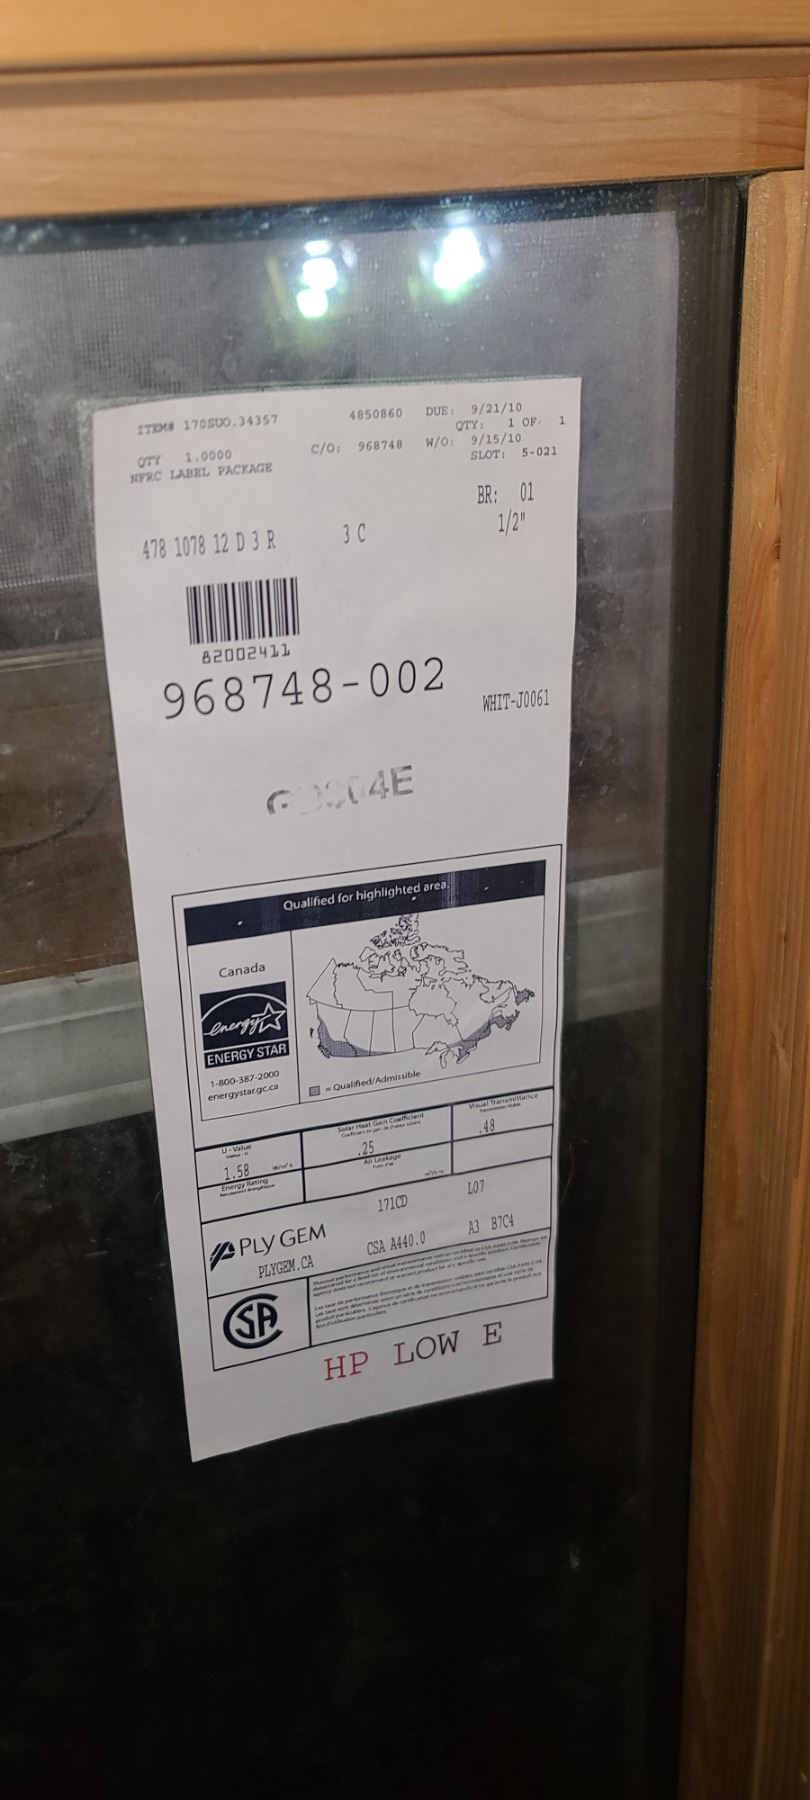 ITEM# 170SUO.34357 4850860 DUE: 9/21/10
QTY: 1 OF: 1
QTY 1.0000 C/O: 968748 W/O: 9/15/10
NFRC LABEL PACKAGE SLOT: 5-021
BR: 01
478 1078 12 D 3 R 3 C 1/2"
82002411
968748-002 WHIT-J0061
04E
Qualified for highlighted area.
Canada
energy
ENERGY STAR
1-800-387-2000
energystar.gc.ca
= Qualified/Admissible
U - Value Solar Heat Gain Coefficient Visual Transmittance
1.58 .25 .48
Energy Rating Air Leakage
171CD L07
PLY GEM CSA A440.0 A3 B7C4
PLYGEM.CA
CSA
HP LOW E